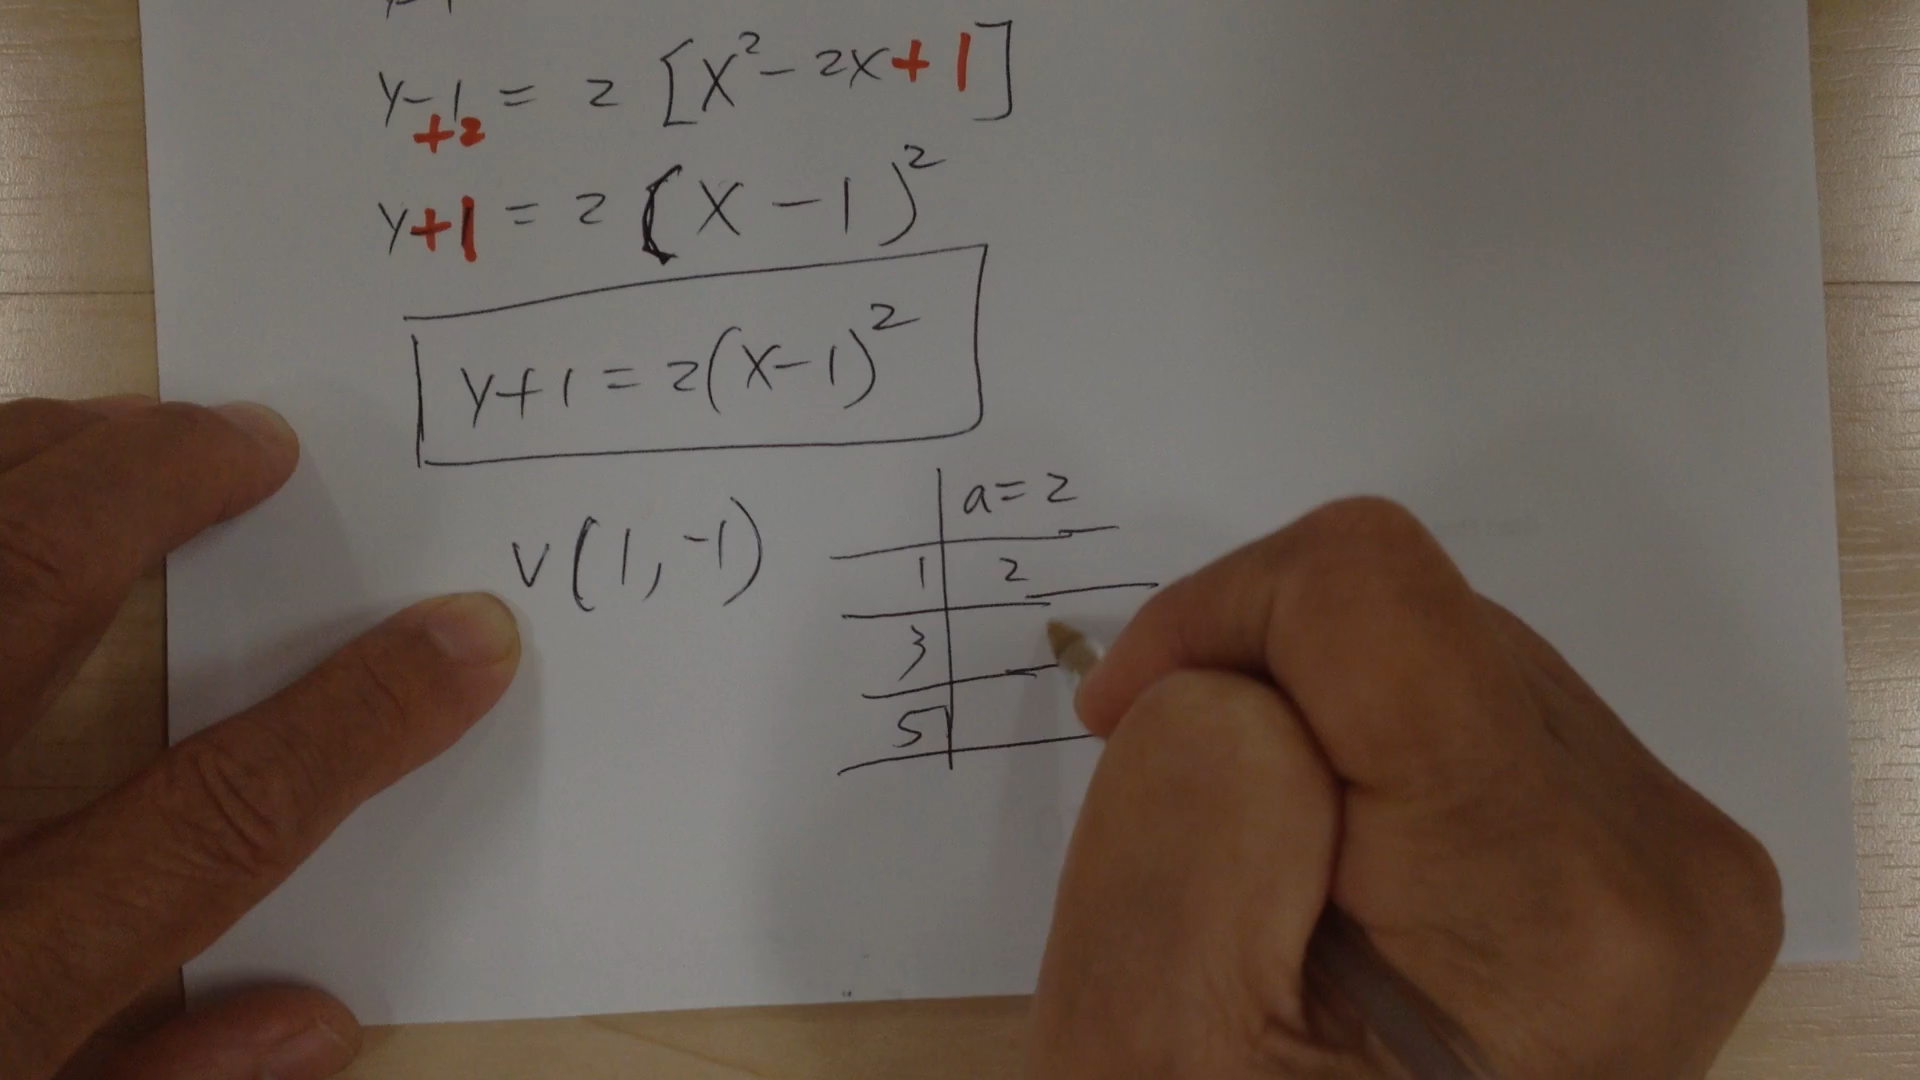 y-1 = 2 [x²-2x+1]
+2
y+1 = 2 (x-1)²
y+1 = 2(x-1)²
v(1,-1)
a=2
1 2
3
5